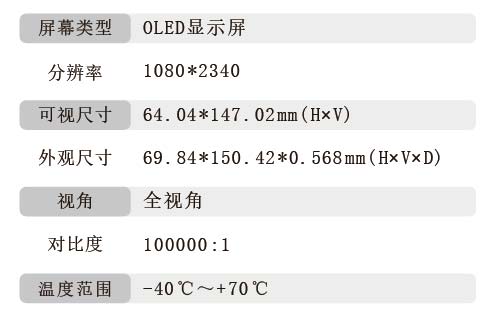 屏幕类型 OLED显示屏
分辨率 1080*2340
可视尺寸 64.04*147.02mm(H×V)
外观尺寸 69.84*150.42*0.568mm(H×V×D)
视角 全视角
对比度 100000:1
温度范围 -40℃~+70℃